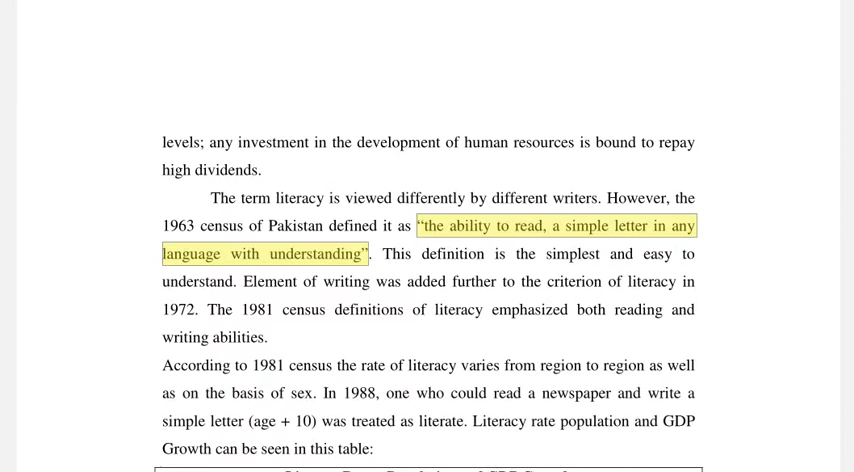 levels; any investment in the development of human resources is bound to repay
high dividends.
The term literacy is viewed differently by different writers. However, the
1963 census of Pakistan defined it as “the ability to read, a simple letter in any
language with understanding”. This definition is the simplest and easy to
understand. Element of writing was added further to the criterion of literacy in
1972. The 1981 census definitions of literacy emphasized both reading and
writing abilities.
According to 1981 census the rate of literacy varies from region to region as well
as on the basis of sex. In 1988, one who could read a newspaper and write a
simple letter (age + 10) was treated as literate. Literacy rate population and GDP
Growth can be seen in this table: